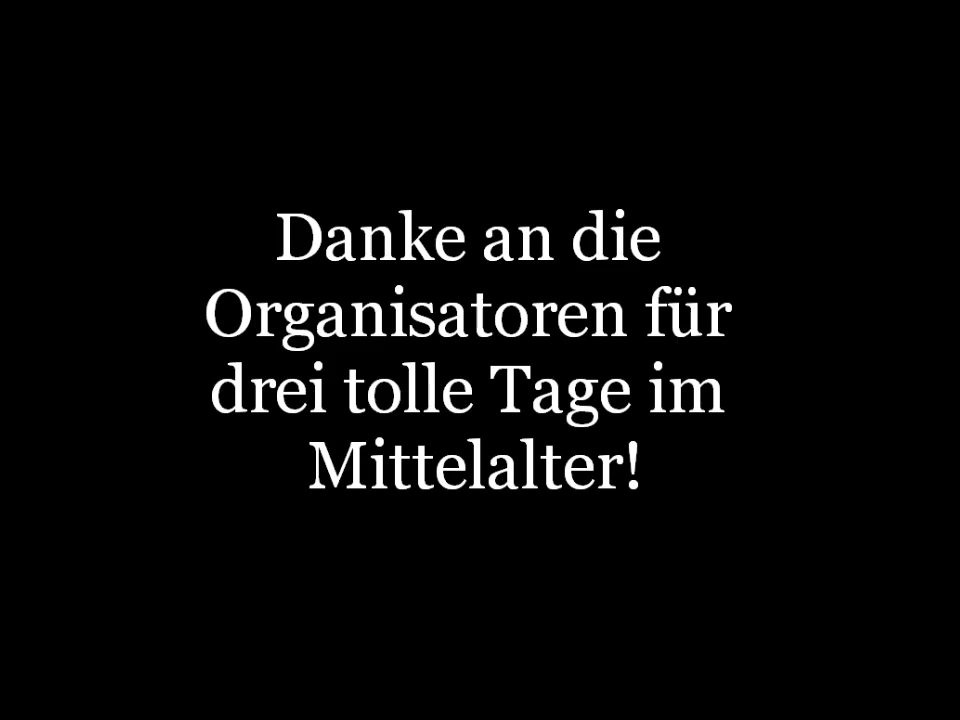 Danke an die
Organisatoren für
drei tolle Tage im
Mittelalter!